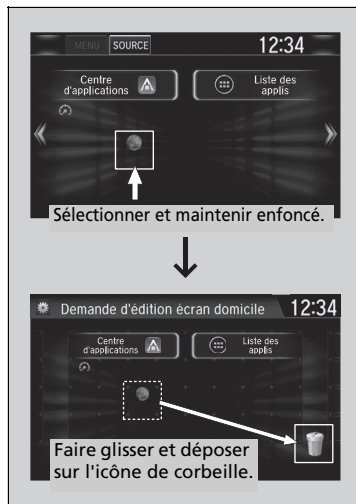 MENU SOURCE 12:34
Centre
d'applications
Liste des
applis
Sélectionner et maintenir enfoncé.
Demande d'édition écran domicile 12:34
Centre
d'applications
Liste des
applis
Faire glisser et déposer
sur l'icône de corbeille.